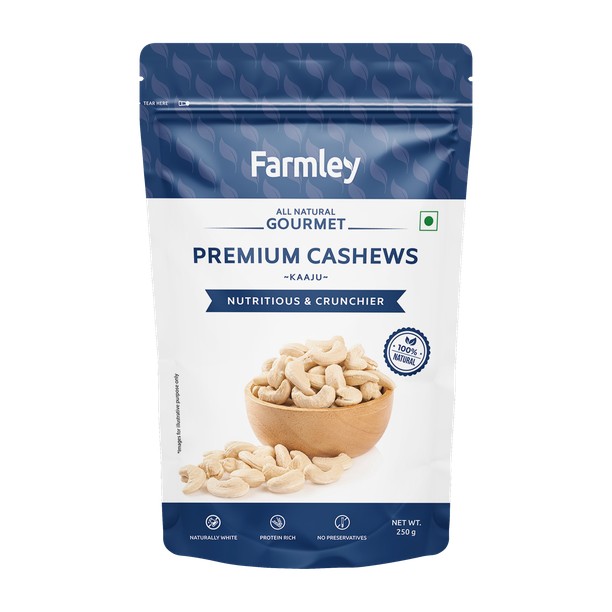 TEAR HERE
Farmley
ALL NATURAL
GOURMET
PREMIUM CASHEWS
~KAAJU~
NUTRITIOUS & CRUNCHIER
100%
NATURAL
*Images for illustrative purpose only
NATURALLY WHITE
PROTEIN RICH
NO PRESERVATIVES
NET WT.
250 g